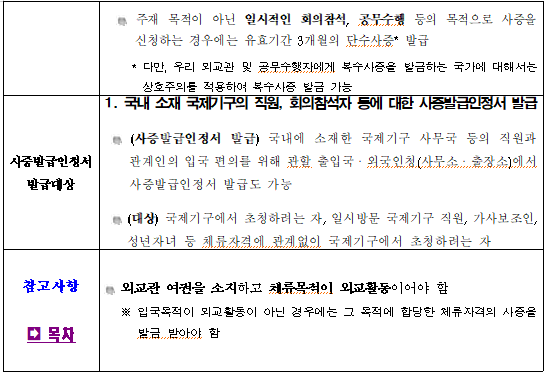 주재 목적이 아닌 일시적인 회의참석, 공무수행 등의 목적으로 사증을
신청하는 경우에는 유효기간 3개월의 단수사증* 발급
* 다만, 우리 외교관 및 공무수행자에게 복수사증을 발급하는 국가에 대해서는
상호주의를 적용하여 복수사증 발급 가능
사증발급인정서
발급대상
1. 국내 소재 국제기구의 직원, 회의참석자 등에 대한 사증발급인정서 발급
(사증발급인정서 발급) 국내에 소재한 국제기구 사무국 등의 직원과
관계인의 입국 편의를 위해 관할 출입국·외국인청(사무소·출장소)에서
사증발급인정서 발급도 가능
(대상) 국제기구에서 초청하려는 자, 일시방문 국제기구 직원, 가사보조인,
성년자녀 등 체류자격에 관계없이 국제기구에서 초청하려는 자
참고사항
목차
외교관 여권을 소지하고 체류목적이 외교활동이어야 함
※ 입국목적이 외교활동이 아닌 경우에는 그 목적에 합당한 체류자격의 사증을
발급 받아야 함